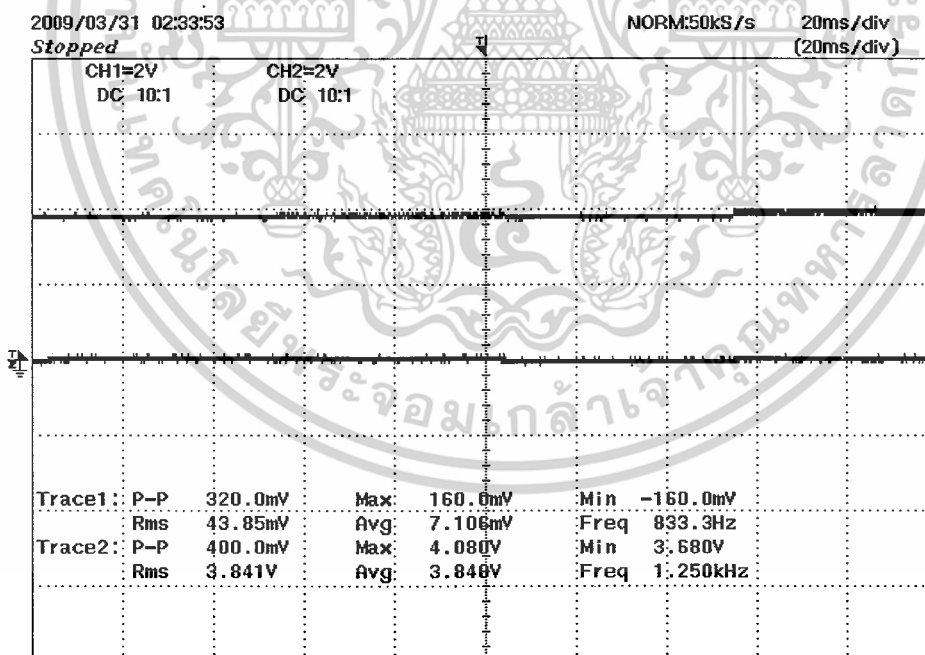 2009/03/31 02:33:53 NORM:50kS/s 20ms/div
Stopped (20ms/div)
CH1=2V CH2=2V
DC 10:1 DC 10:1
Trace1: P-P 320.0mV Max 160.0mV Min -160.0mV
Rms 43.85mV Avg 7.106mV Freq 833.3Hz
Trace2: P-P 400.0mV Max 4.080V Min 3.680V
Rms 3.841V Avg 3.840V Freq 1.250kHz